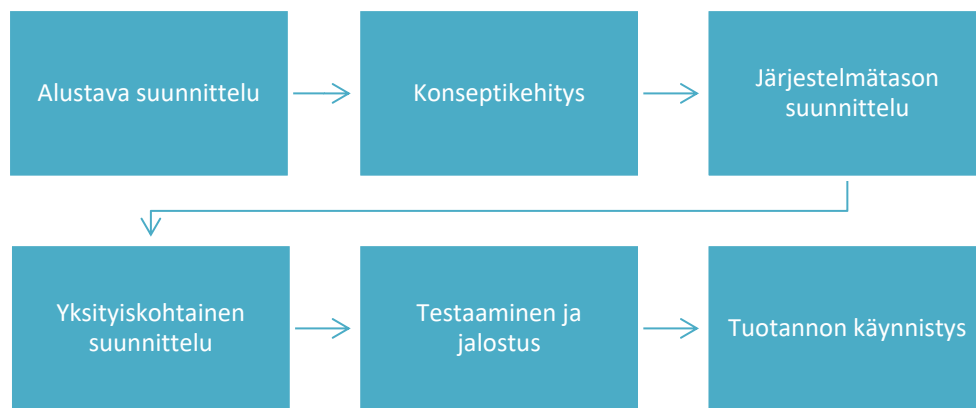 Alustava suunnittelu
Konseptikehitys
Järjestelmätason
suunnittelu
Yksityiskohtainen
suunnittelu
Testaaminen ja
jalostus
Tuotannon käynnistys